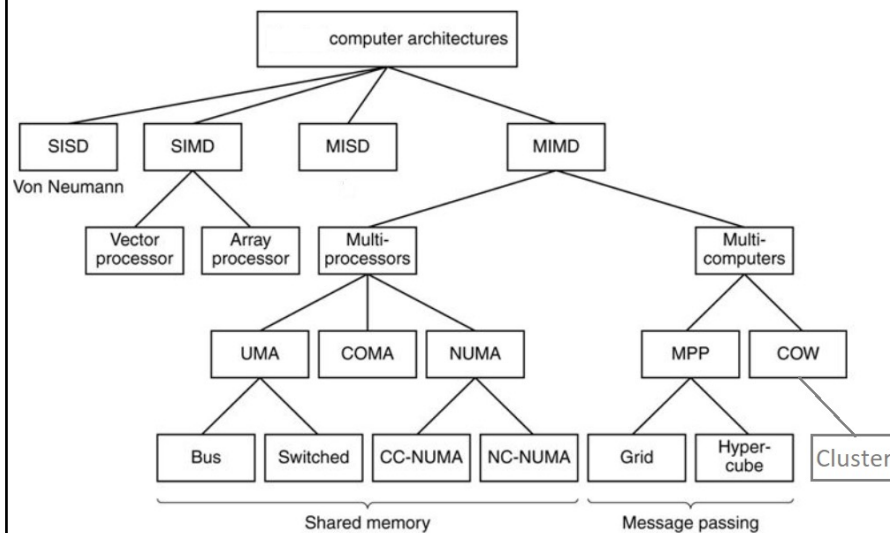 computer architectures
SISD
SIMD
MISD
MIMD
Von Neumann
Vector
processor
Array
processor
Multi-
processors
Multi-
computers
UMA
COMA
NUMA
MPP
COW
Bus
Switched
CC-NUMA
NC-NUMA
Grid
Hyper-
cube
Cluster
Shared memory
Message passing